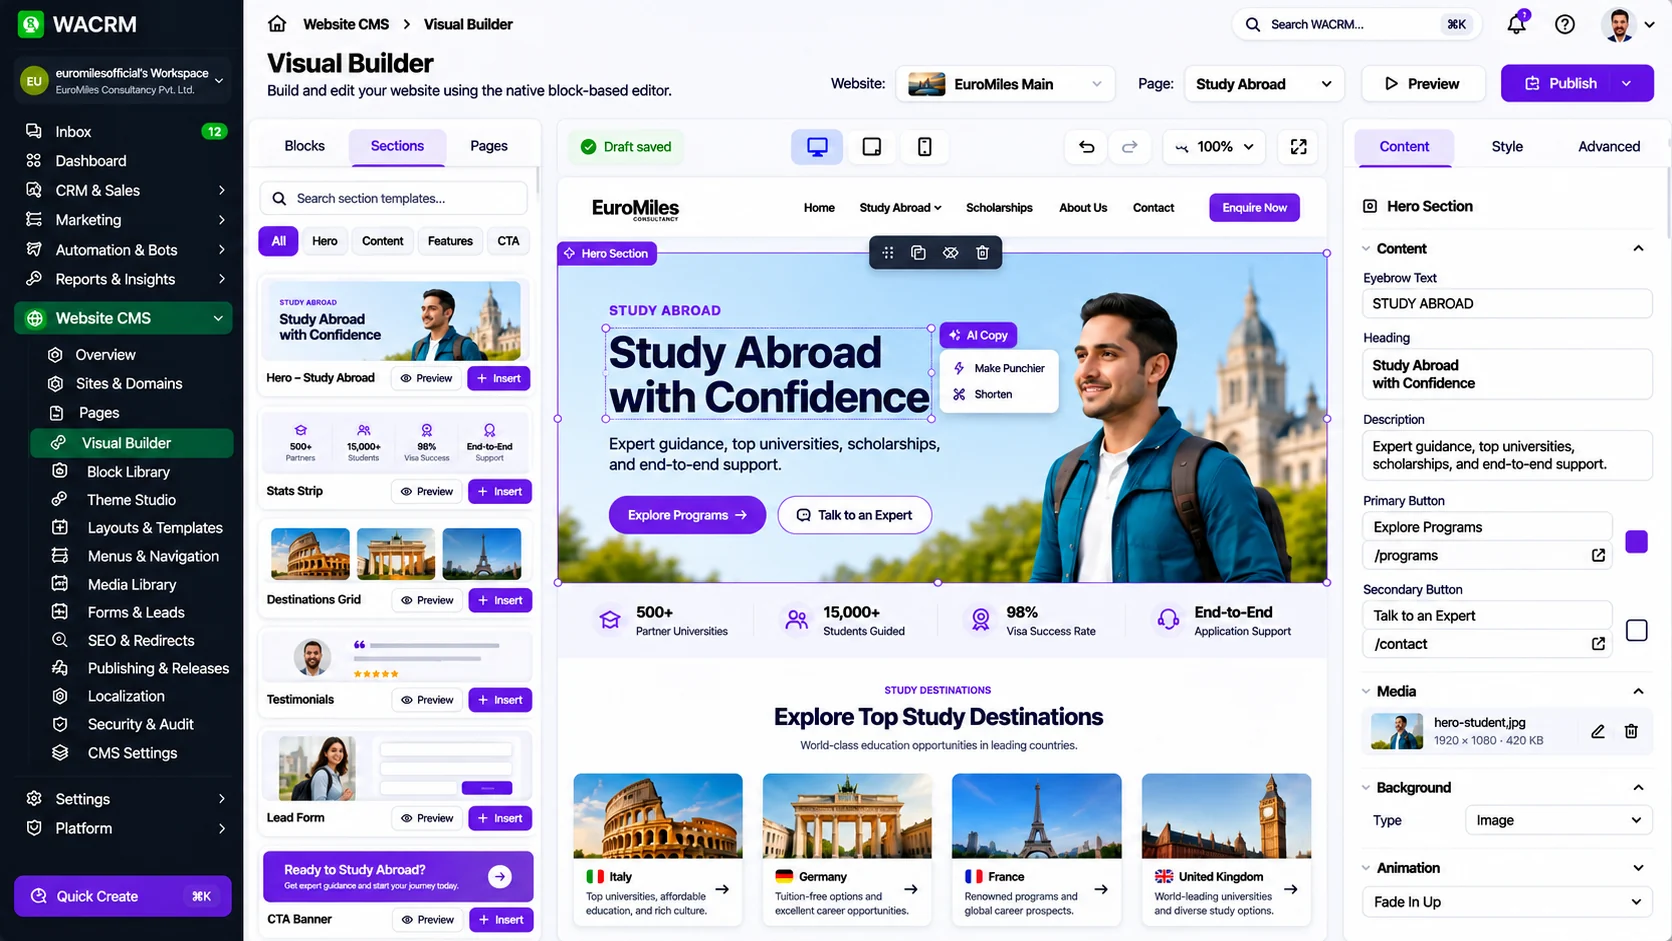 WACRM
EU
euromilesofficial's Workspace
EuroMiles Consultancy Pvt. Ltd.
Inbox
12
Dashboard
CRM & Sales
Marketing
Automation & Bots
Reports & Insights
Website CMS
Overview
Sites & Domains
Pages
Visual Builder
Block Library
Theme Studio
Layouts & Templates
Menus & Navigation
Media Library
Forms & Leads
SEO & Redirects
Publishing & Releases
Localization
Security & Audit
CMS Settings
Settings
Platform
Quick Create
⌘K
Website CMS
Visual Builder
Search WACRM...
⌘K
Visual Builder
Build and edit your website using the native block-based editor.
Website:
EuroMiles Main
Page:
Study Abroad
Preview
Publish
Blocks
Sections
Pages
Search section templates...
All
Hero
Content
Features
CTA
STUDY ABROAD
Study Abroad
with Confidence
Hero – Study Abroad
Preview
+ Insert
500+
Partners
15,000+
Students
98%
Visa Success
End-to-End
Support
Stats Strip
Preview
+ Insert
Destinations Grid
Preview
+ Insert
Testimonials
Preview
+ Insert
Lead Form
Preview
+ Insert
Ready to Study Abroad?
Get expert guidance and start your journey today.
CTA Banner
Preview
+ Insert
Draft saved
100%
EuroMiles
CONSULTANCY
Home
Study Abroad
Scholarships
About Us
Contact
Enquire Now
Hero Section
STUDY ABROAD
Study Abroad
with Confidence
AI Copy
Make Punchier
Shorten
Expert guidance, top universities, scholarships,
and end-to-end support.
Explore Programs
Talk to an Expert
500+
Partner Universities
15,000+
Students Guided
98%
Visa Success Rate
End-to-End
Application Support
STUDY DESTINATIONS
Explore Top Study Destinations
World-class education opportunities in leading countries.
Italy
Top universities, affordable
education, and rich culture.
Germany
Tuition-free options and
excellent career opportunities.
France
Renowned programs and
global career prospects.
United Kingdom
World-leading universities
and diverse study options.
Content
Style
Advanced
Hero Section
Content
Eyebrow Text
STUDY ABROAD
Heading
Study Abroad
with Confidence
Description
Expert guidance, top universities,
scholarships, and end-to-end support.
Primary Button
Explore Programs
/programs
Secondary Button
Talk to an Expert
/contact
Media
hero-student.jpg
1920 × 1080 · 420 KB
Background
Type
Image
Animation
Fade In Up